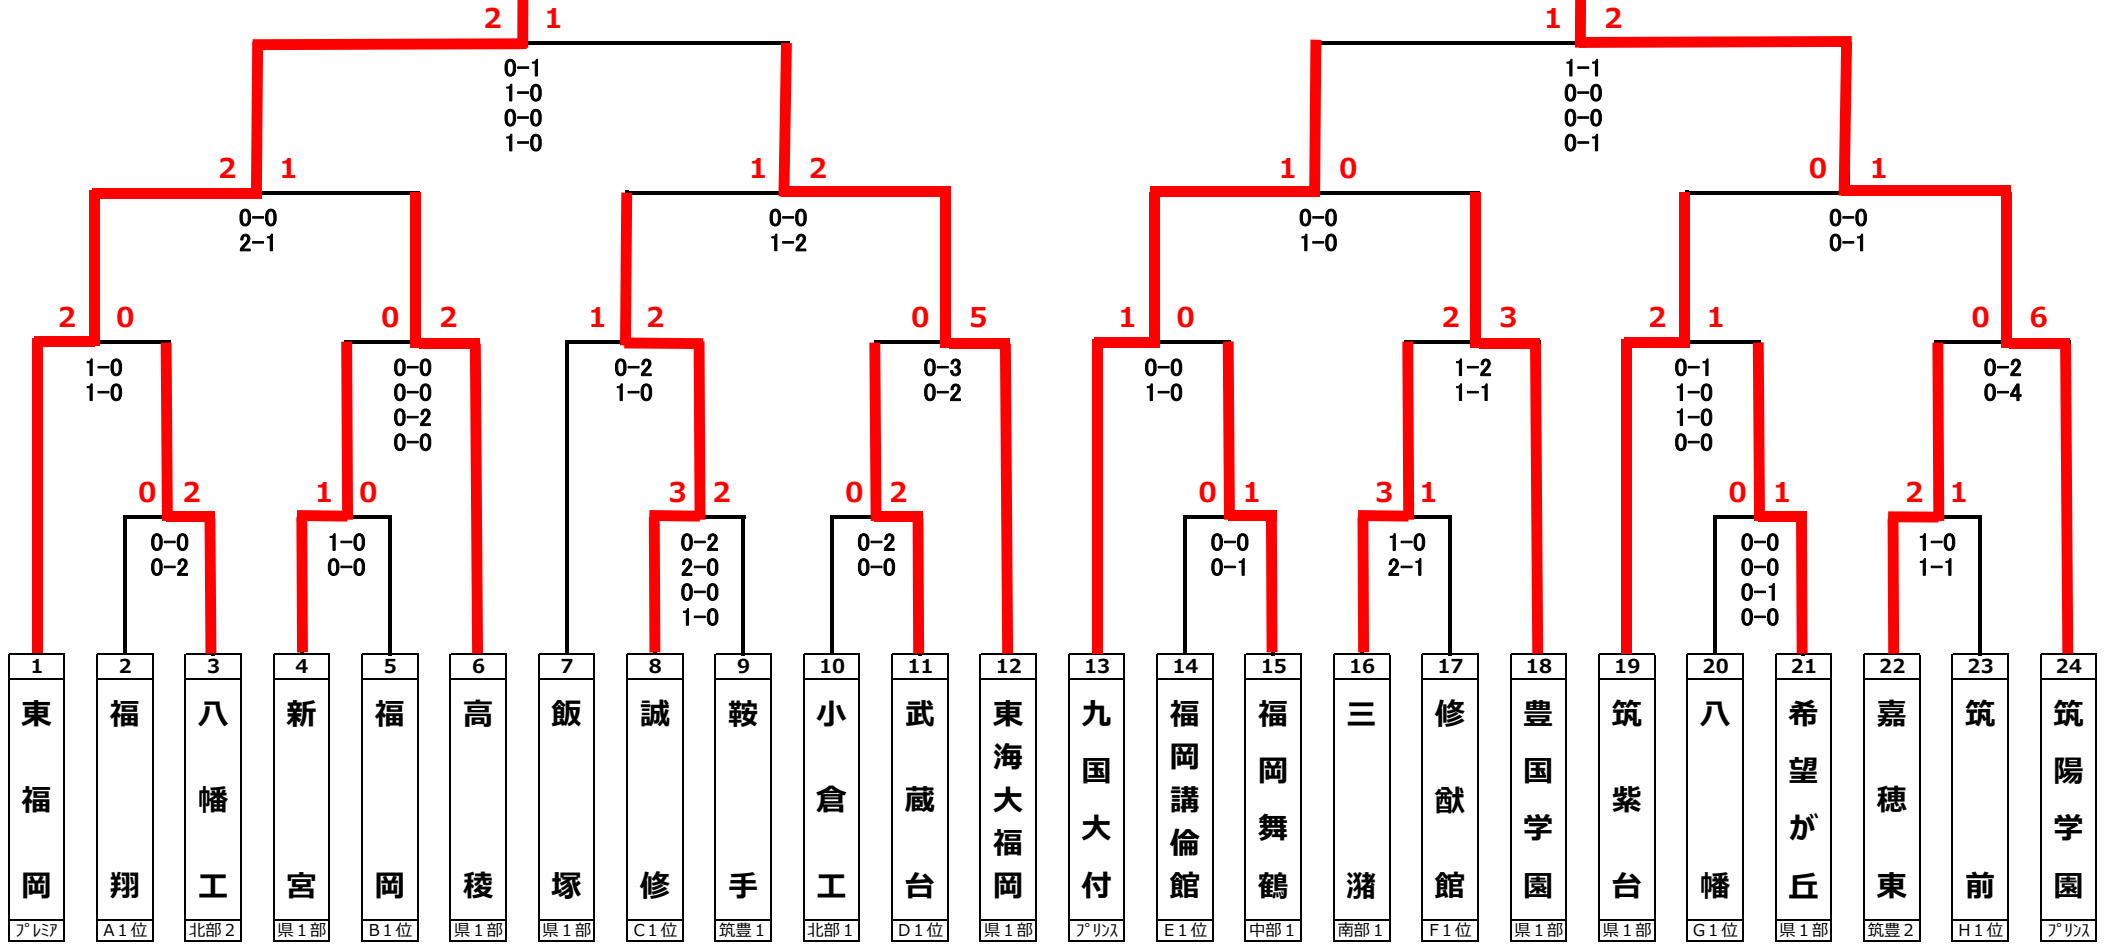 2 1 1 2
0-1 1-1
1-0 0-0
0-0 0-0
1-0 0-1
2 1 1 2 1 0 0 1
0-0 0-0 0-0 0-0
2-1 1-2 1-0 0-1
2 0 0 2 1 2 0 5 1 0 2 3 2 1 0 6
1-0 0-0 0-2 0-3 0-0 1-2 0-1 0-2
1-0 0-0 1-0 0-2 1-0 1-1 1-0 0-4
0-2 1-0
0-0 0-0
0 2 1 0 3 2 0 2 0 1 3 1 0 1 2 1
0-0 1-0 0-2 0-2 0-0 1-0 0-0 1-0
0-2 0-0 2-0 0-0 0-1 2-1 0-0 1-1
0-0 0-1
1-0 0-0
1 2 3 4 5 6 7 8 9 10 11 12 13 14 15 16 17 18 19 20 21 22 23 24
東福岡
福翔
八幡工
新宮
福岡
高稜
飯塚
誠修
鞍手
小倉工
武蔵台
東海大福岡
九国大付
福岡講倫館
福岡舞鶴
三潴
修猷館
豊国学園
筑紫台
八幡
希望が丘
嘉穂東
筑前
筑陽学園
ﾌﾟﾚﾐｱ A１位 北部２ 県１部 B１位 県１部 県１部 C１位 筑豊１ 北部１ D１位 県１部 ﾌﾟﾘﾝｽ E１位 中部１ 南部１ F１位 県１部 県１部 G１位 県１部 筑豊２ H１位 ﾌﾟﾘﾝｽ